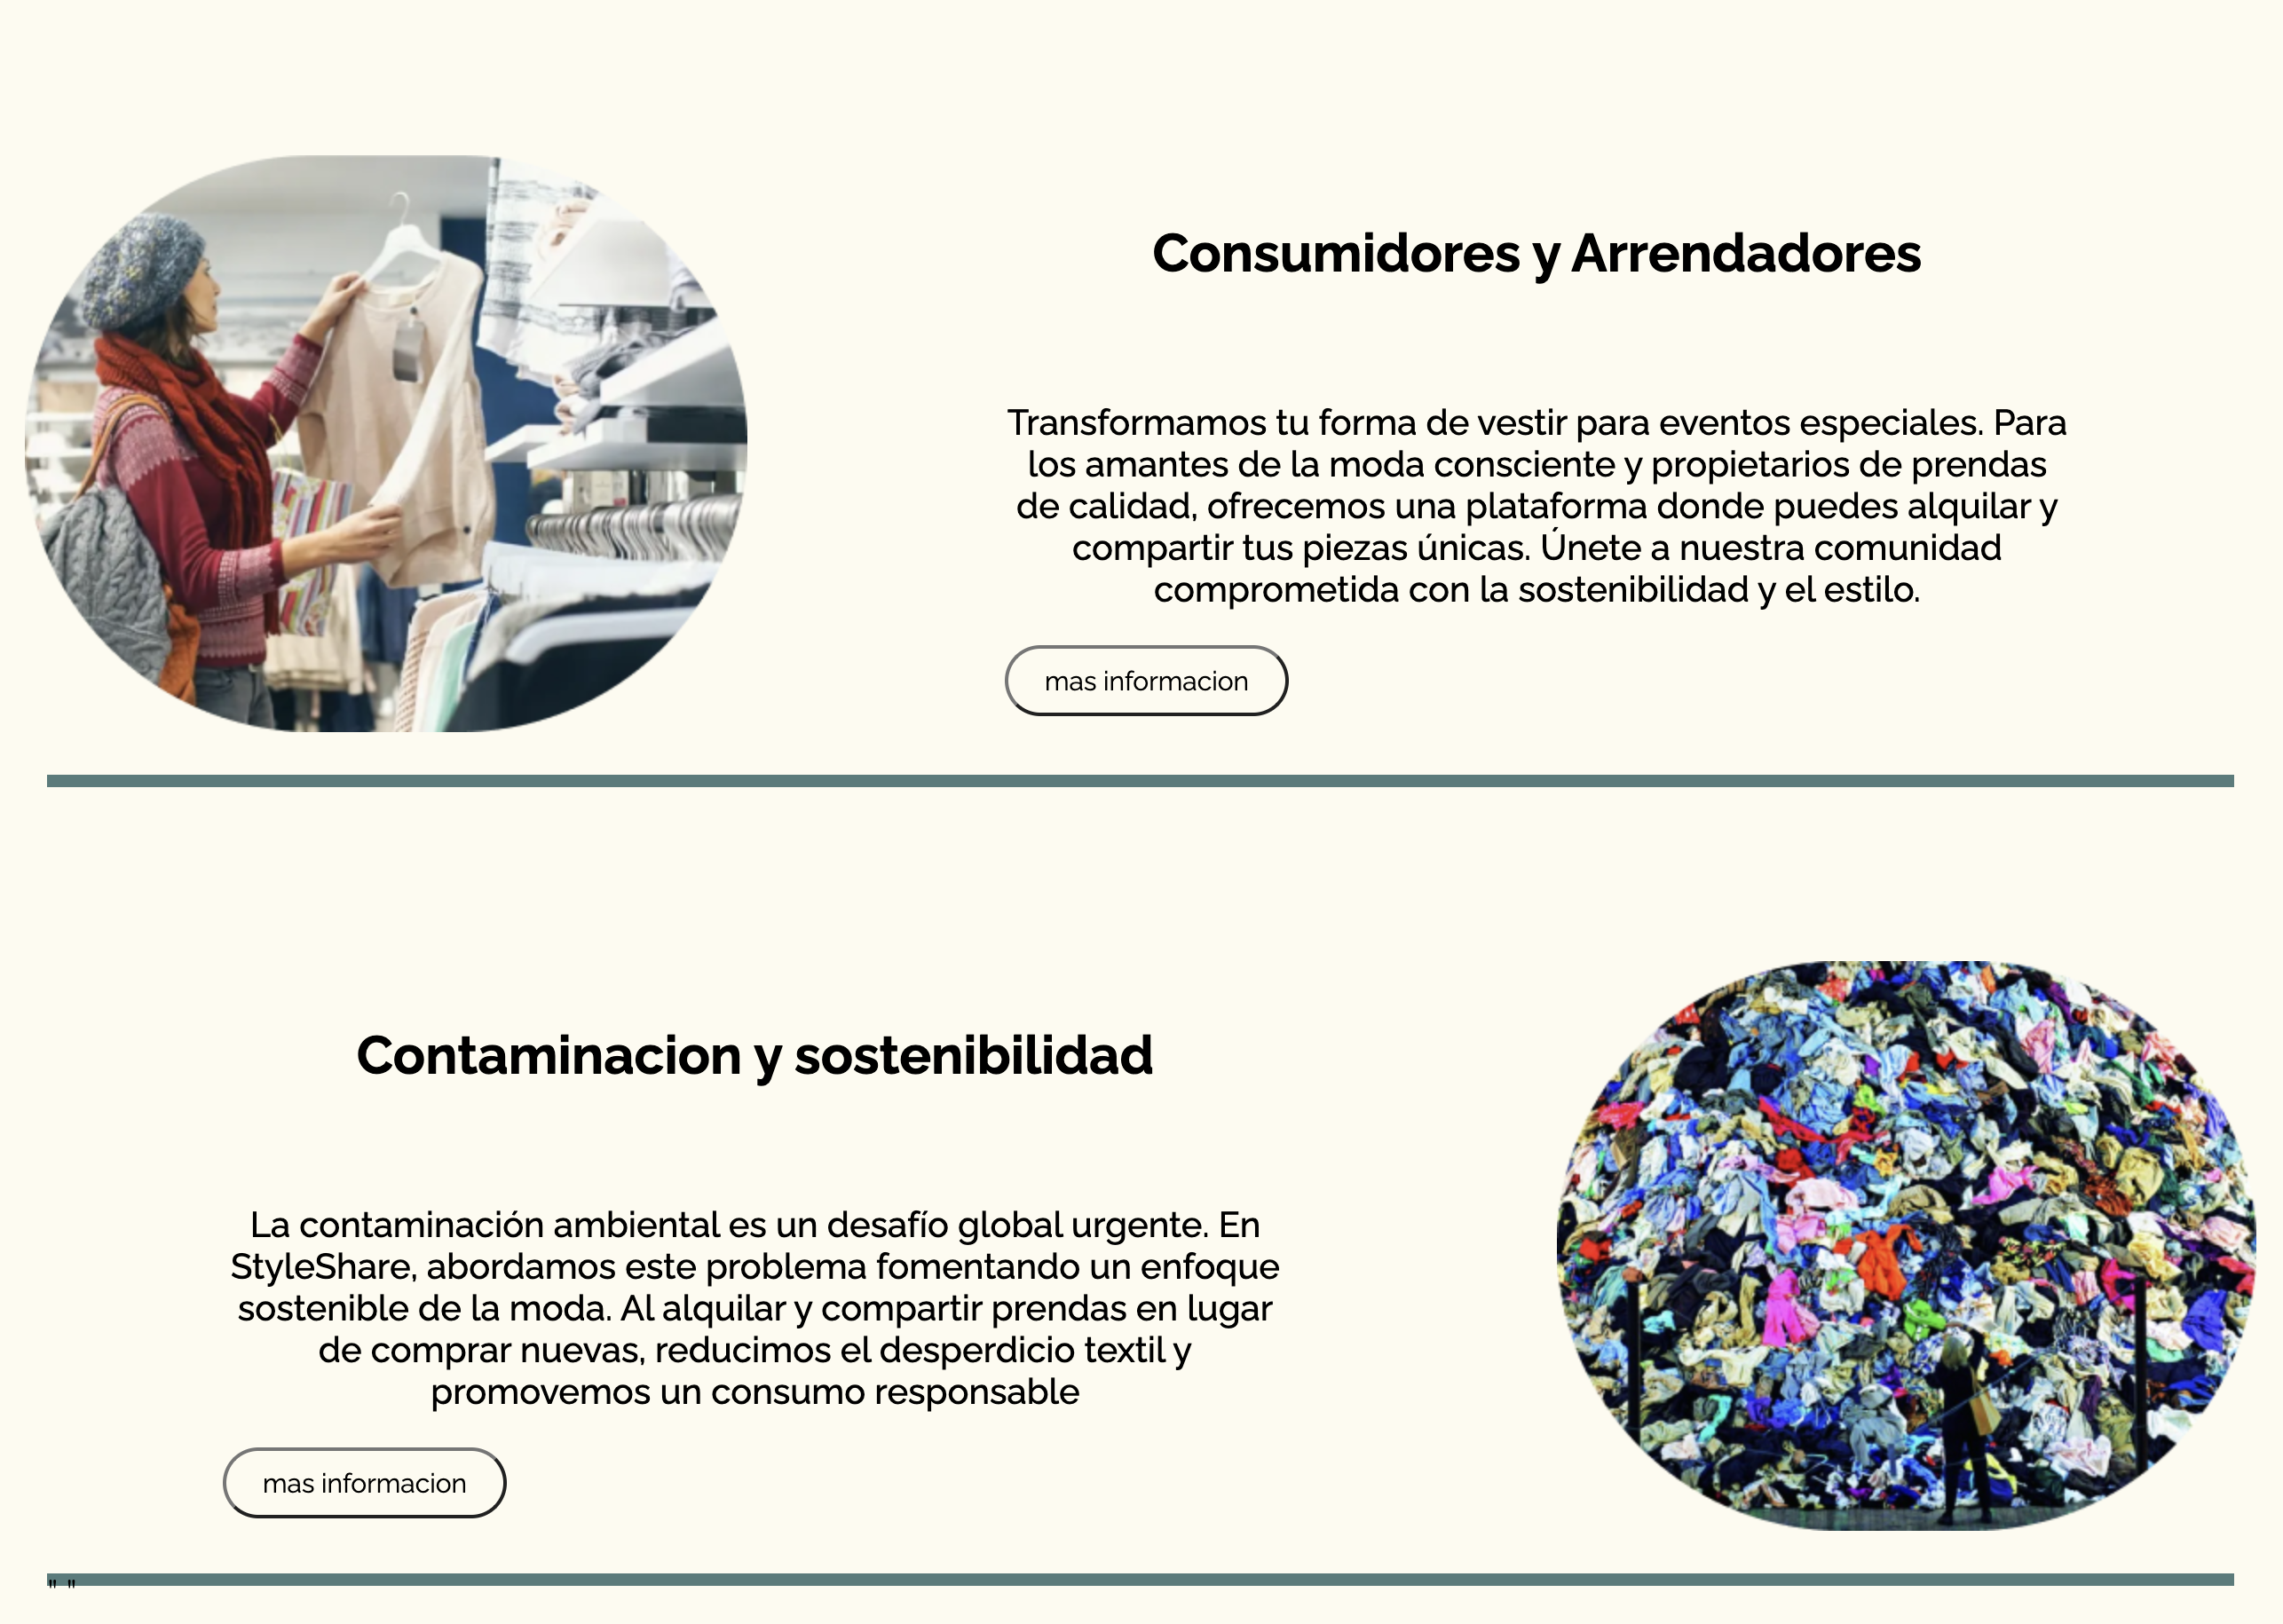 Consumidores y Arrendadores
Transformamos tu forma de vestir para eventos especiales. Para
los amantes de la moda consciente y propietarios de prendas
de calidad, ofrecemos una plataforma donde puedes alquilar y
compartir tus piezas únicas. Únete a nuestra comunidad
comprometida con la sostenibilidad y el estilo.
mas informacion
Contaminacion y sostenibilidad
La contaminación ambiental es un desafío global urgente. En
StyleShare, abordamos este problema fomentando un enfoque
sostenible de la moda. Al alquilar y compartir prendas en lugar
de comprar nuevas, reducimos el desperdicio textil y
promovemos un consumo responsable
mas informacion
" "